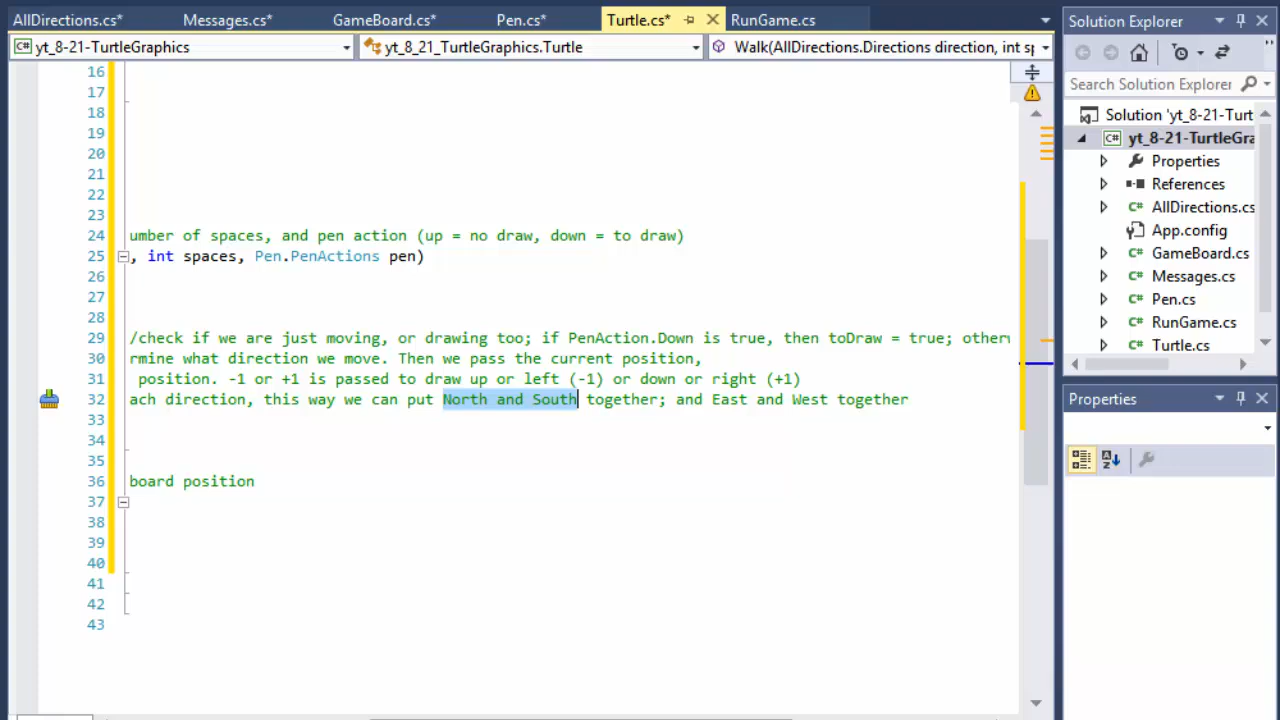 AllDirections.cs*
Messages.cs*
GameBoard.cs*
Pen.cs*
Turtle.cs*
RunGame.cs
yt_8-21-TurtleGraphics
yt_8_21_TurtleGraphics.Turtle
Walk(AllDirections.Directions direction, int sp
16
17
18
19
20
21
22
23
24 umber of spaces, and pen action (up = no draw, down = to draw)
25 , int spaces, Pen.PenActions pen)
26
27
28
29 /check if we are just moving, or drawing too; if PenAction.Down is true, then toDraw = true; otherw
30 rmine what direction we move. Then we pass the current position,
31 position. -1 or +1 is passed to draw up or left (-1) or down or right (+1)
32 ach direction, this way we can put North and South together; and East and West together
33
34
35
36 board position
37
38
39
40
41
42
43
Solution Explorer
Search Solution Explorer
Solution 'yt_8-21-Turt
C# yt_8-21-TurtleGra
Properties
References
C# AllDirections.cs
App.config
C# GameBoard.cs
C# Messages.cs
C# Pen.cs
C# RunGame.cs
C# Turtle.cs
Properties